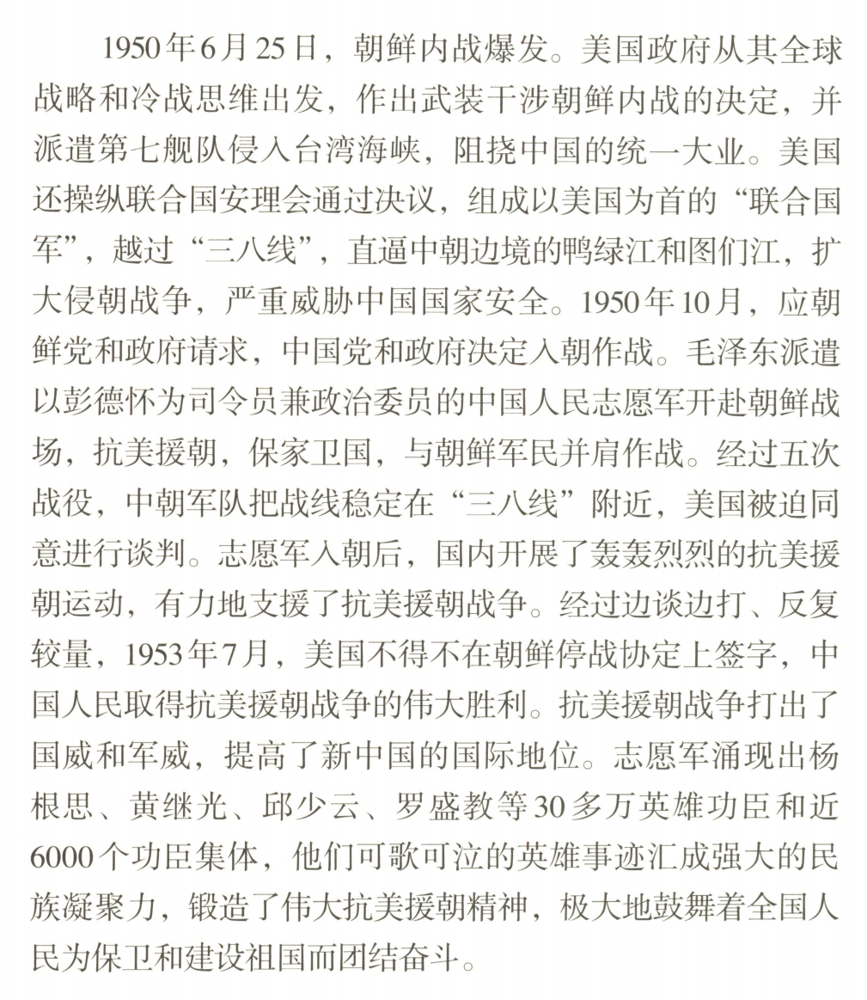 1950年6月25日，朝鲜内战爆发。美国政府从其全球
战略和冷战思维出发，作出武装干涉朝鲜内战的决定，并
派遣第七舰队侵入台湾海峡，阻挠中国的统一大业。美国
还操纵联合国安理会通过决议，组成以美国为首的“联合国
军”，越过“三八线”，直逼中朝边境的鸭绿江和图们江，扩
大侵朝战争，严重威胁中国国家安全。1950年10月，应朝
鲜党和政府请求，中国党和政府决定入朝作战。毛泽东派遣
以彭德怀为司令员兼政治委员的中国人民志愿军开赴朝鲜战
场，抗美援朝，保家卫国，与朝鲜军民并肩作战。经过五次
战役，中朝军队把战线稳定在“三八线”附近，美国被迫同
意进行谈判。志愿军入朝后，国内开展了轰轰烈烈的抗美援
朝运动，有力地支援了抗美援朝战争。经过边谈边打、反复
较量，1953年7月，美国不得不在朝鲜停战协定上签字，中
国人民取得抗美援朝战争的伟大胜利。抗美援朝战争打出了
国威和军威，提高了新中国的国际地位。志愿军涌现出杨
根思、黄继光、邱少云、罗盛教等30多万英雄功臣和近
6000个功臣集体，他们可歌可泣的英雄事迹汇成强大的民
族凝聚力，锻造了伟大抗美援朝精神，极大地鼓舞着全国人
民为保卫和建设祖国而团结奋斗。